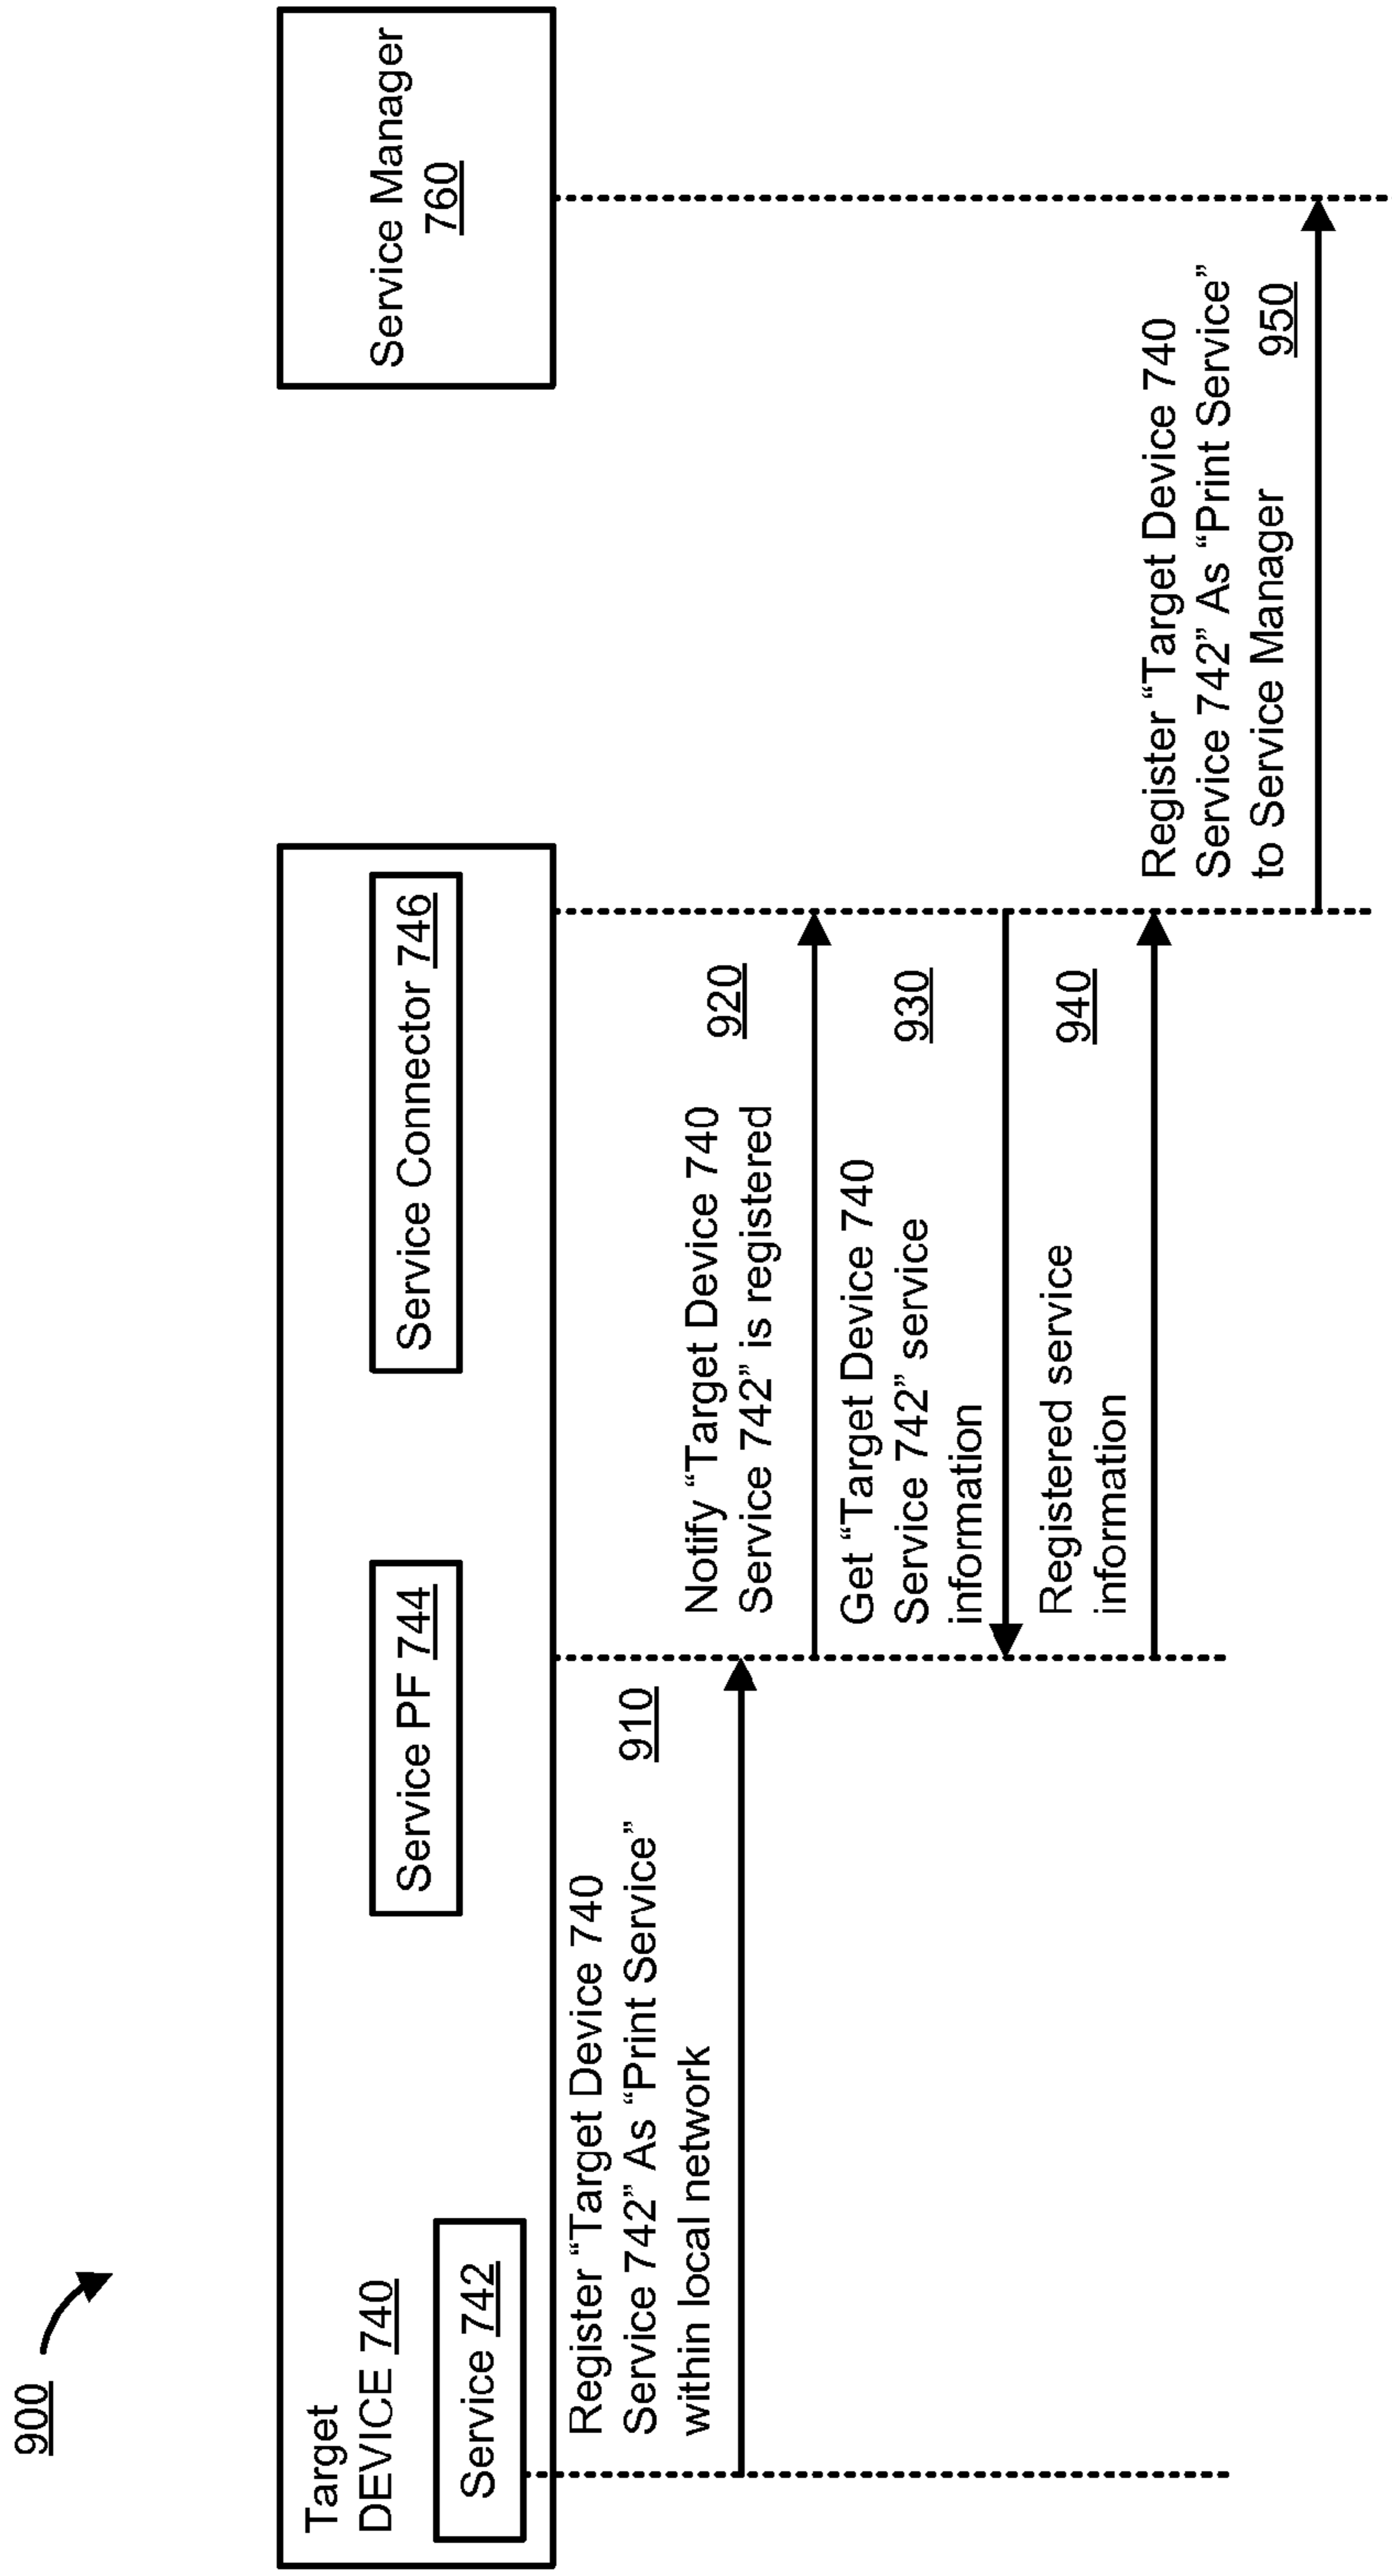 900
Target
DEVICE 740
Service 742
Service PF 744
Service Connector 746
Service Manager
760
Register “Target Device 740
Service 742” As “Print Service”
within local network
910
Notify “Target Device 740
Service 742” is registered
920
Get “Target Device 740
Service 742” service
information
930
Registered service
information
940
Register “Target Device 740
Service 742” As “Print Service”
to Service Manager
950